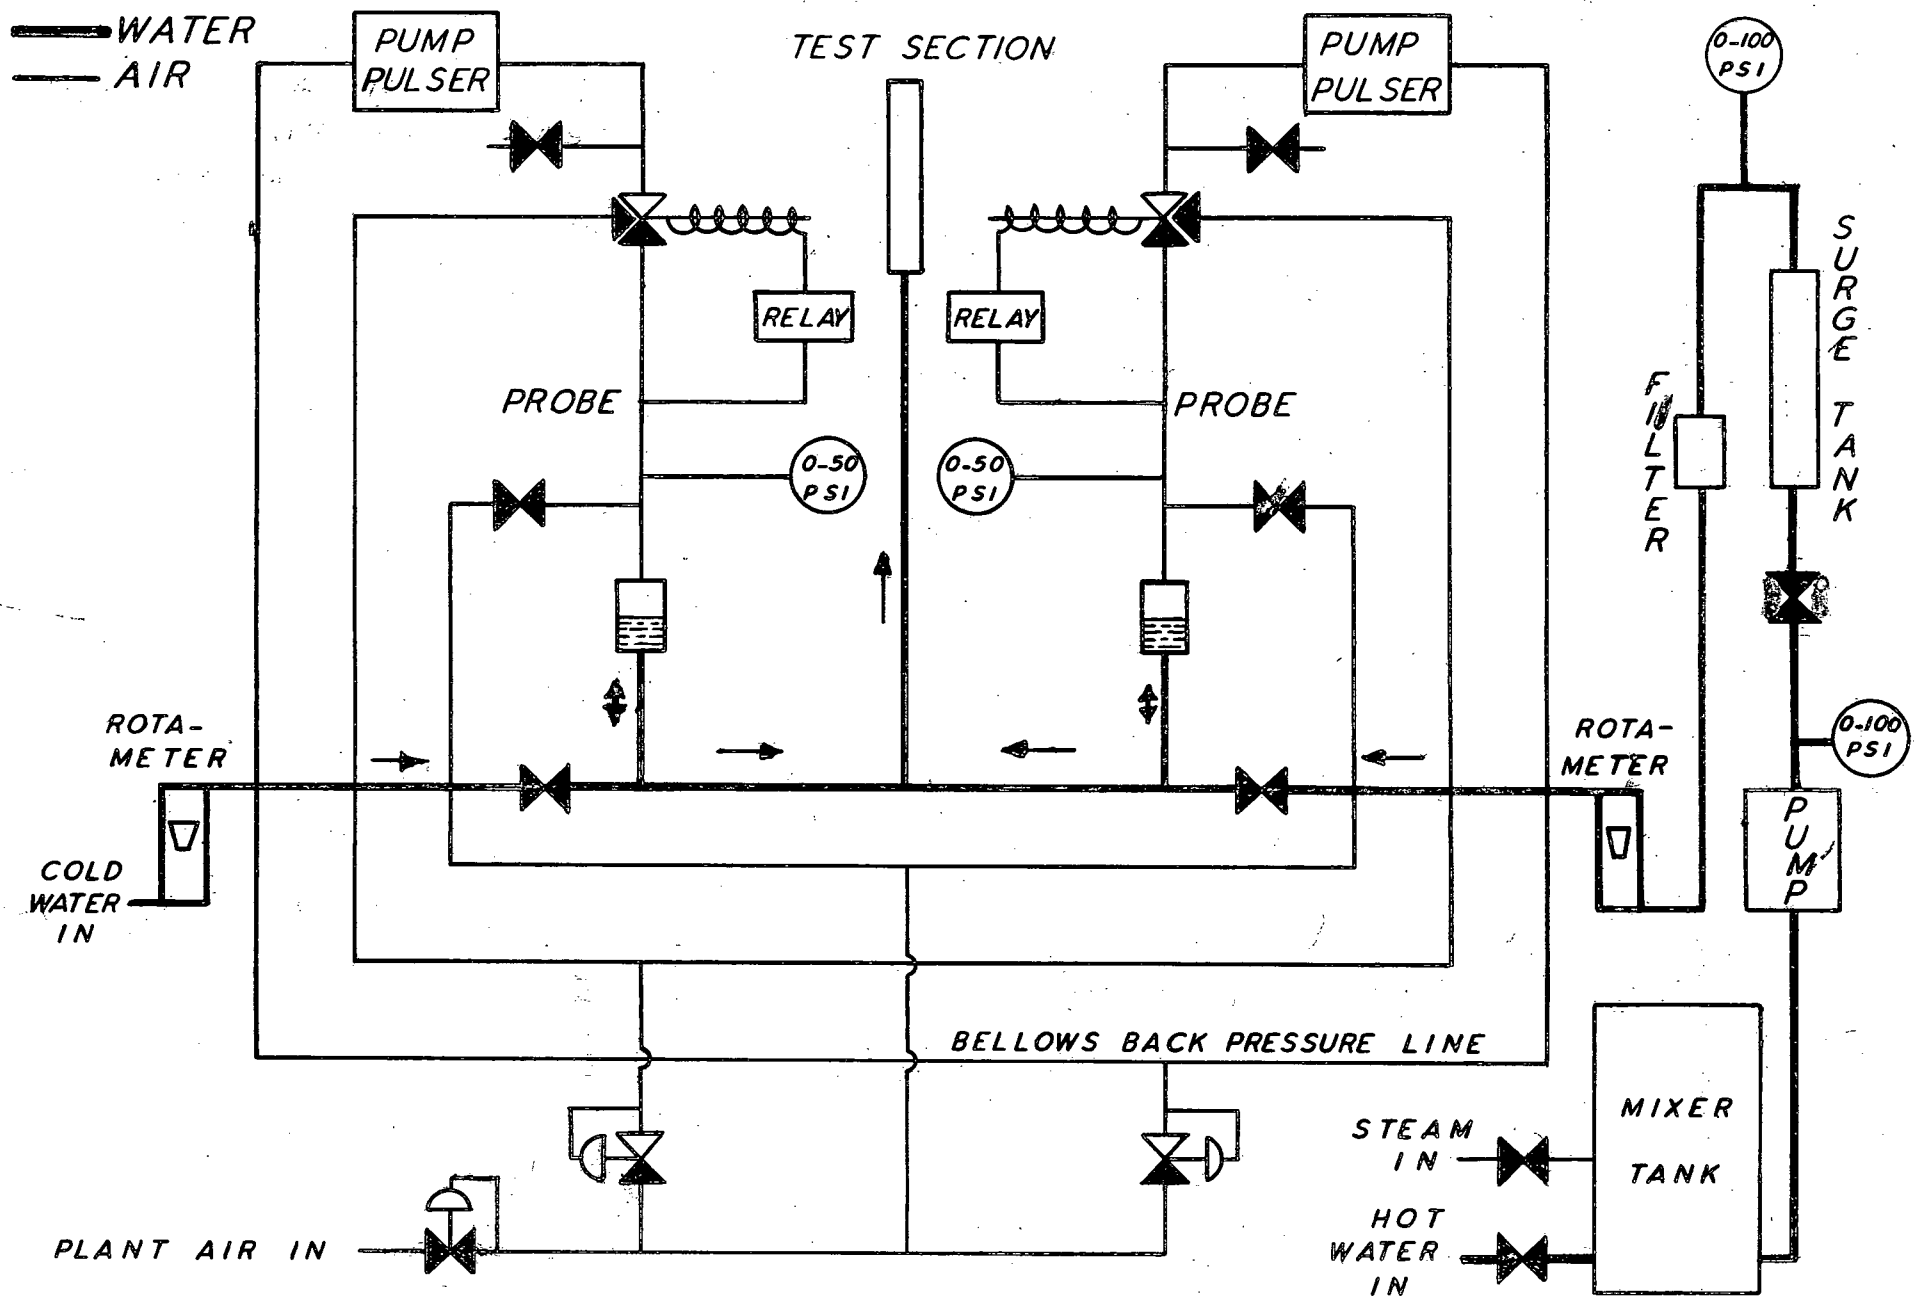 WATER
AIR
PUMP
PULSER
TEST SECTION
PUMP
PULSER
0-100
PSI
SURGE TANK
RELAY
RELAY
FILTER
PROBE
PROBE
0-50
PSI
0-50
PSI
ROTA-
METER
ROTA-
METER
0-100
PSI
PUMP
COLD
WATER
IN
BELLOWS BACK PRESSURE LINE
MIXER
TANK
STEAM
IN
HOT
WATER
IN
PLANT AIR IN